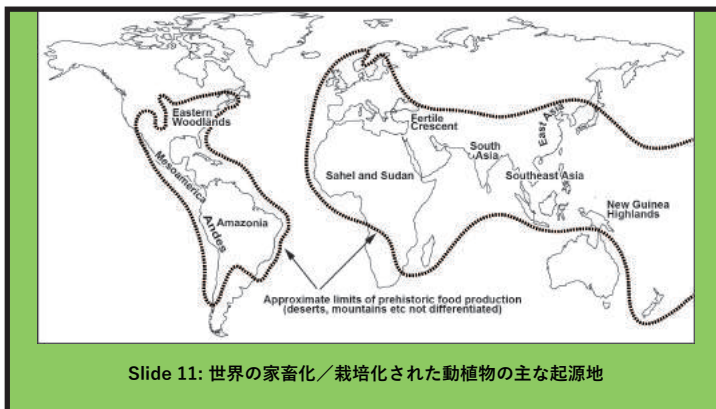 Eastern
Woodlands
Mesoamerica
Andes
Amazonia
Sahel and Sudan
Fertile
Crescent
South
Asia
East Asia
Southeast Asia
New Guinea
Highlands
Approximate limits of prehistoric food production
(deserts, mountains etc not differentiated)
Slide 11: 世界の家畜化／栽培化された動植物の主な起源地